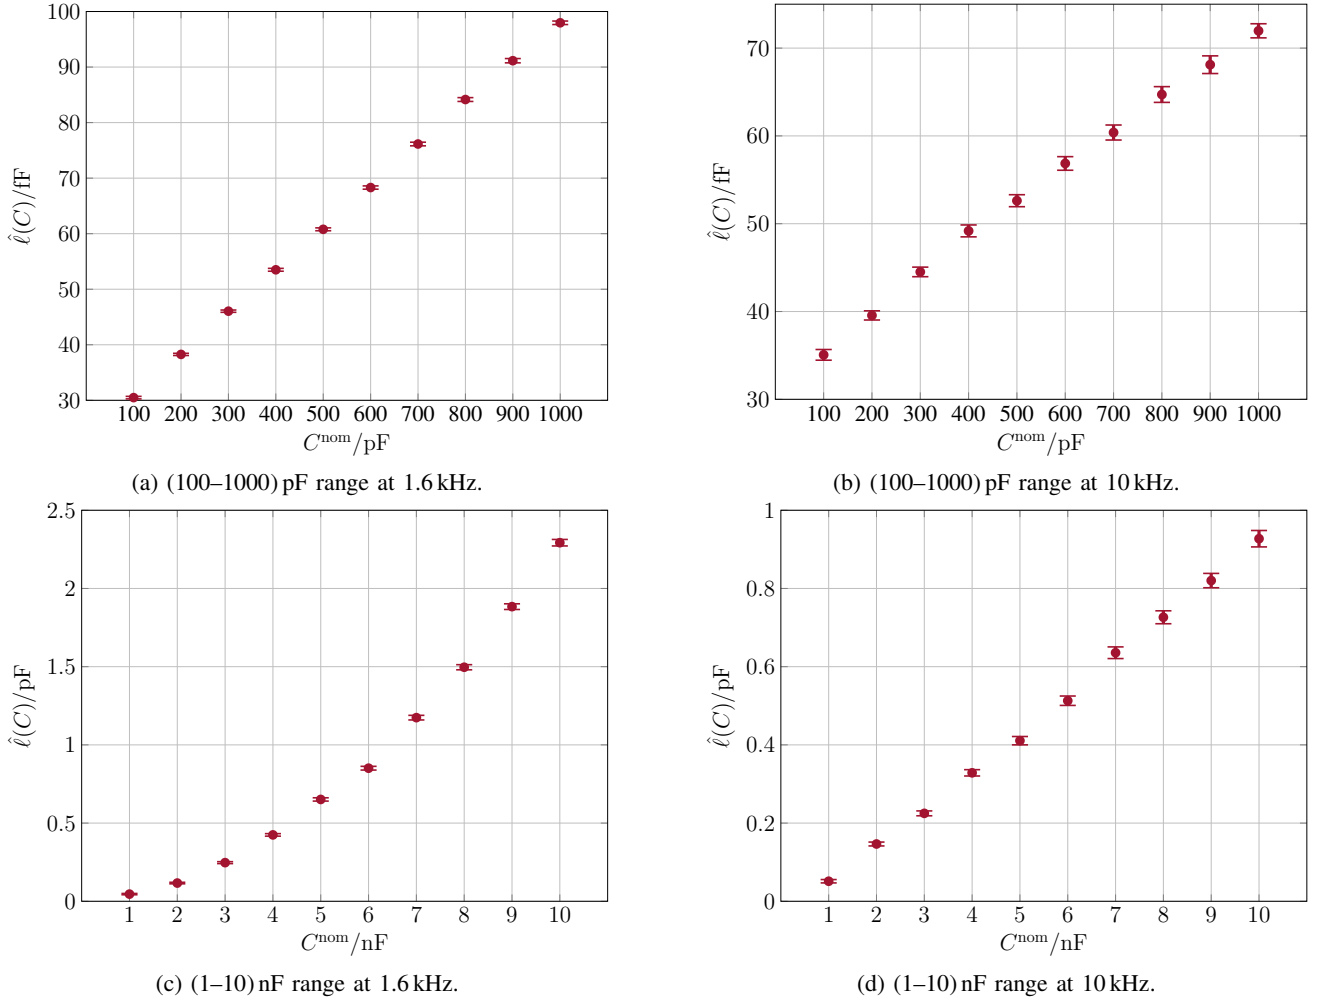 100
90
80
70
60
50
40
30
ℓ̂(C)/fF
100 200 300 400 500 600 700 800 900 1000
C^nom/pF
(a) (100–1000) pF range at 1.6 kHz.
70
60
50
40
30
ℓ̂(C)/fF
100 200 300 400 500 600 700 800 900 1000
C^nom/pF
(b) (100–1000) pF range at 10 kHz.
2.5
2
1.5
1
0.5
0
ℓ̂(C)/pF
1 2 3 4 5 6 7 8 9 10
C^nom/nF
(c) (1–10) nF range at 1.6 kHz.
1
0.8
0.6
0.4
0.2
0
ℓ̂(C)/pF
1 2 3 4 5 6 7 8 9 10
C^nom/nF
(d) (1–10) nF range at 10 kHz.